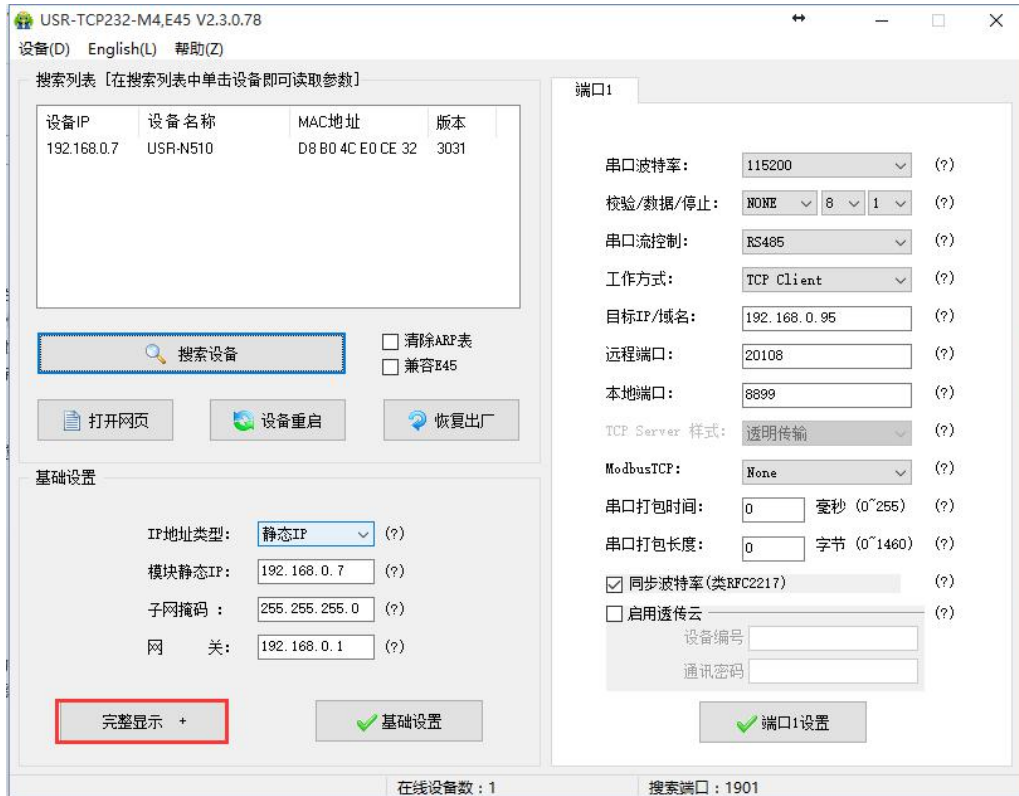 USR-TCP232-M4,E45 V2.3.0.78
设备(D) English(L) 帮助(Z)
搜索列表 [在搜索列表中单击设备即可读取参数]
设备IP 设备名称 MAC地址 版本
192.168.0.7 USR-N510 D8 B0 4C E0 CE 32 3031
搜索设备
清除ARP表
兼容E45
打开网页 设备重启 恢复出厂
基础设置
IP地址类型: 静态IP (?)
模块静态IP: 192.168.0.7 (?)
子网掩码 : 255.255.255.0 (?)
网 关: 192.168.0.1 (?)
完整显示 + 基础设置
端口1
串口波特率: 115200 (?)
校验/数据/停止: NONE 8 1 (?)
串口流控制: RS485 (?)
工作方式: TCP Client (?)
目标IP/域名: 192.168.0.95 (?)
远程端口: 20108 (?)
本地端口: 8899 (?)
TCP Server 样式: 透明传输 (?)
ModbusTCP: None (?)
串口打包时间: 0 毫秒 (0~255) (?)
串口打包长度: 0 字节 (0~1460) (?)
同步波特率(类RFC2217) (?)
启用透传云 (?)
设备编号
通讯密码
端口1设置
在线设备数:1 搜索端口:1901